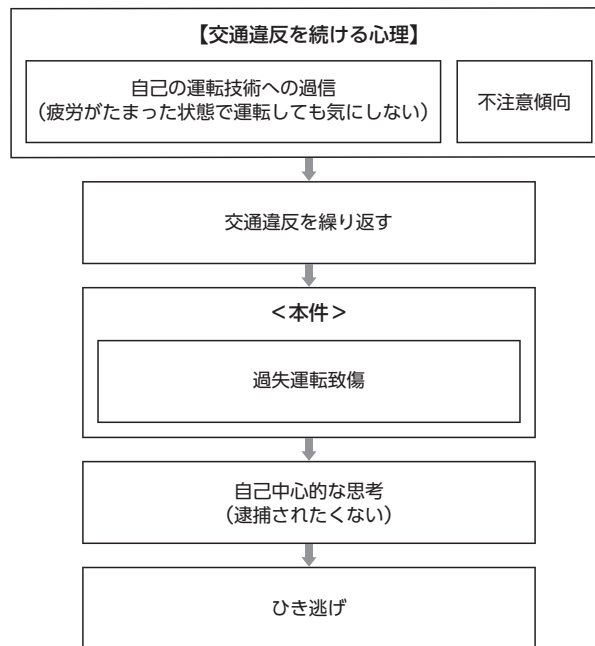 【交通違反を続ける心理】
自己の運転技術への過信
（疲労がたまった状態で運転しても気にしない）
不注意傾向
交通違反を繰り返す
＜本件＞
過失運転致傷
自己中心的な思考
（逮捕されたくない）
ひき逃げ